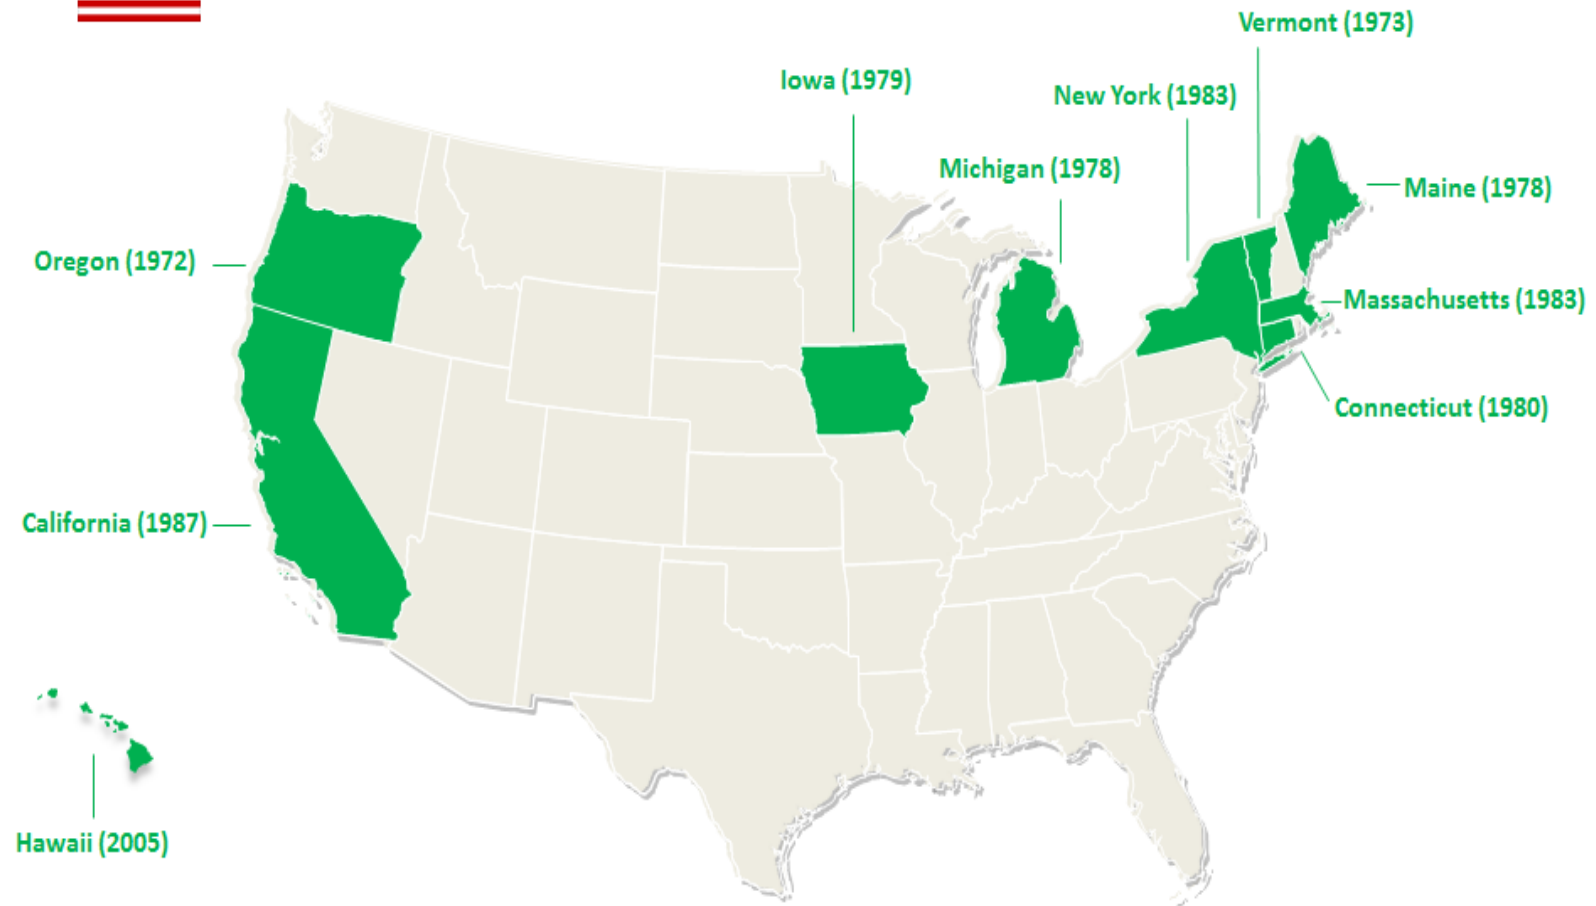 Vermont (1973)
Iowa (1979)
New York (1983)
Michigan (1978)
Maine (1978)
Oregon (1972)
Massachusetts (1983)
Connecticut (1980)
California (1987)
Hawaii (2005)